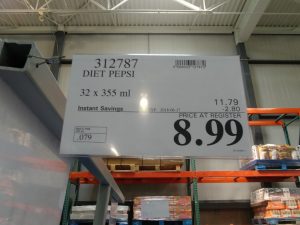 312787
DIET PEPSI
32 x 355 ml
11.79
Instant Savings
-2.80
PRICE AT REGISTER
8.99
.079